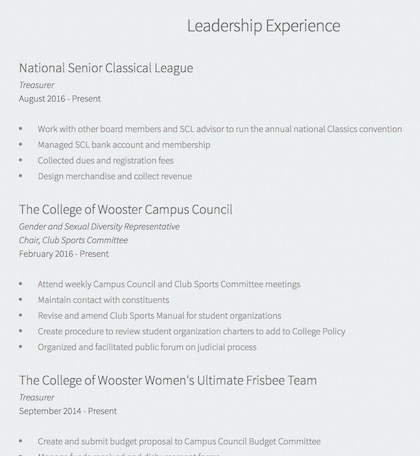 Leadership Experience
National Senior Classical League
Treasurer
August 2016 - Present
• Work with other board members and SCL advisor to run the annual national Classics convention
• Managed SCL bank account and membership
• Collected dues and registration fees
• Design merchandise and collect revenue
The College of Wooster Campus Council
Gender and Sexual Diversity Representative
Chair, Club Sports Committee
February 2016 - Present
• Attend weekly Campus Council and Club Sports Committee meetings
• Maintain contact with constituents
• Revise and amend Club Sports Manual for student organizations
• Create procedure to review student organization charters to add to College Policy
• Organized and facilitated public forum on judicial process
The College of Wooster Women's Ultimate Frisbee Team
Treasurer
September 2014 - Present
• Create and submit budget proposal to Campus Council Budget Committee